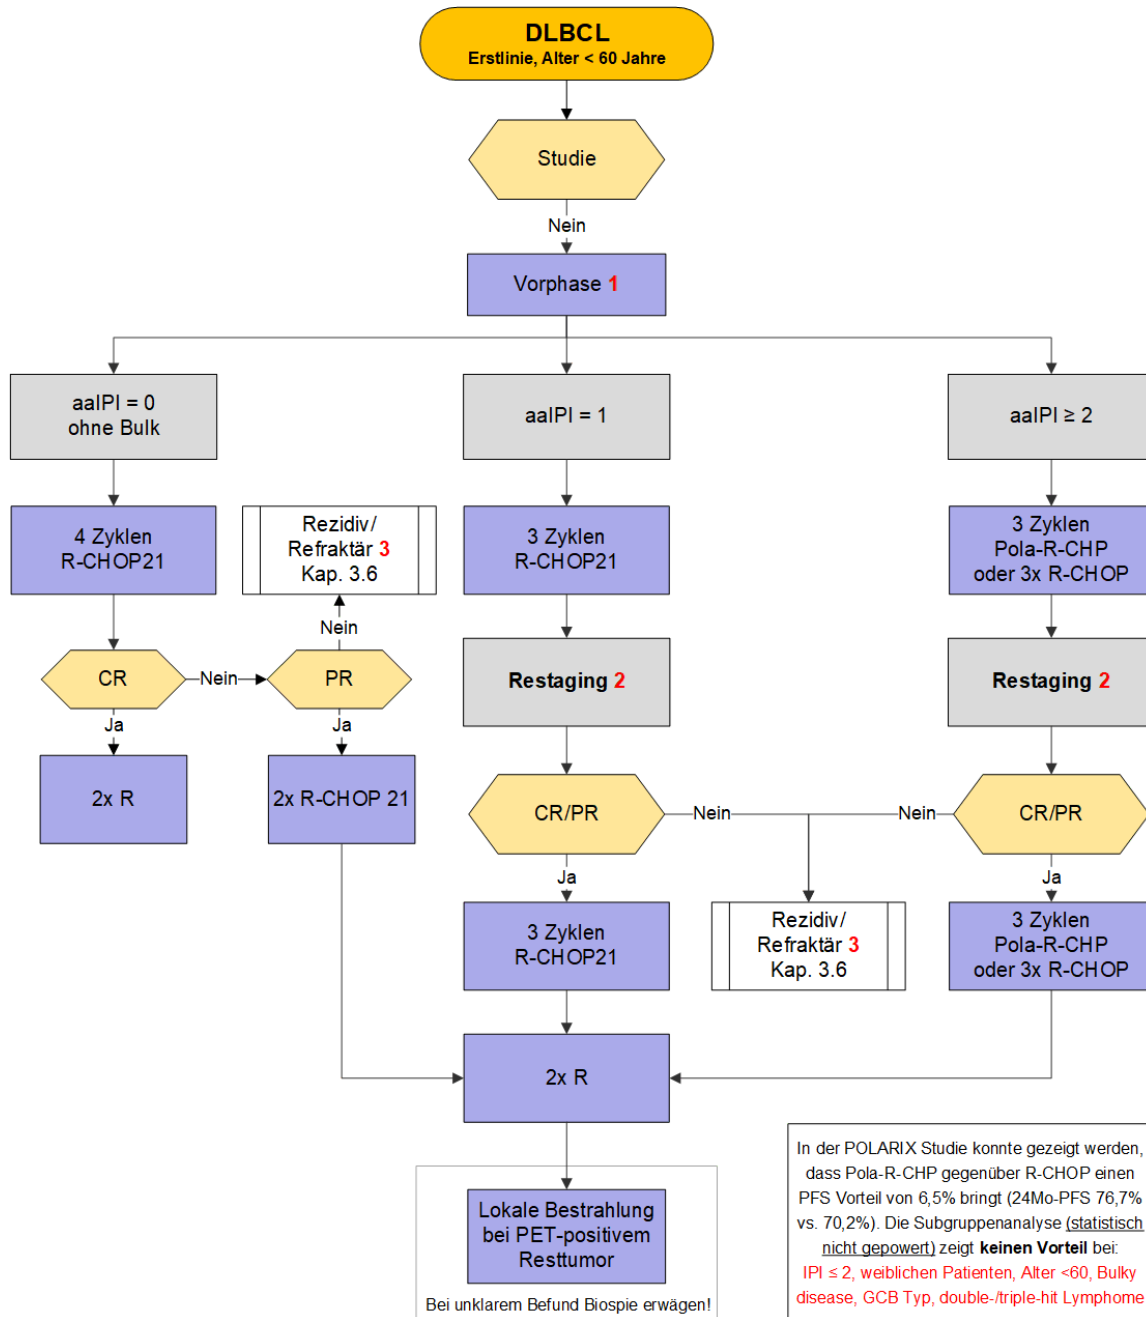 DLBCL
Erstlinie, Alter < 60 Jahre
Studie
Nein
Vorphase 1
aaIPI = 0
ohne Bulk
aaIPI = 1
aaIPI ≥ 2
4 Zyklen
R-CHOP21
Rezidiv/
Refraktär 3
Kap. 3.6
3 Zyklen
R-CHOP21
3 Zyklen
Pola-R-CHP
oder 3x R-CHOP
Nein
CR
Nein
PR
Restaging 2
Restaging 2
Ja
Ja
2x R
2x R-CHOP 21
CR/PR
Nein
Nein
CR/PR
Ja
Ja
3 Zyklen
R-CHOP21
Rezidiv/
Refraktär 3
Kap. 3.6
3 Zyklen
Pola-R-CHP
oder 3x R-CHOP
2x R
Lokale Bestrahlung
bei PET-positivem
Resttumor
Bei unklarem Befund Biospie erwägen!
In der POLARIX Studie konnte gezeigt werden,
dass Pola-R-CHP gegenüber R-CHOP einen
PFS Vorteil von 6,5% bringt (24Mo-PFS 76,7%
vs. 70,2%). Die Subgruppenanalyse (statistisch
nicht gepowert) zeigt keinen Vorteil bei:
IPI ≤ 2, weiblichen Patienten, Alter <60, Bulky
disease, GCB Typ, double-/triple-hit Lymphome